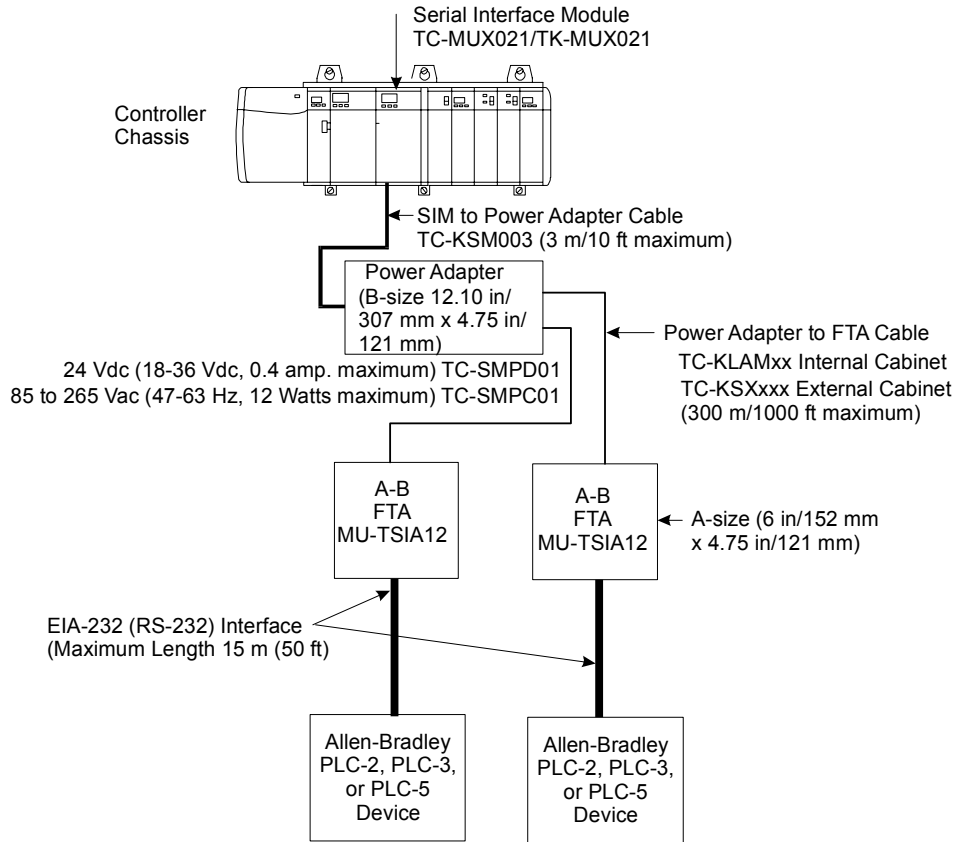 Serial Interface Module
TC-MUX021/TK-MUX021
Controller
Chassis
SIM to Power Adapter Cable
TC-KSM003 (3 m/10 ft maximum)
Power Adapter
(B-size 12.10 in/
307 mm x 4.75 in/
121 mm)
Power Adapter to FTA Cable
TC-KLAMxx Internal Cabinet
TC-KSXxxx External Cabinet
(300 m/1000 ft maximum)
24 Vdc (18-36 Vdc, 0.4 amp. maximum) TC-SMPD01
85 to 265 Vac (47-63 Hz, 12 Watts maximum) TC-SMPC01
A-B
FTA
MU-TSIA12
A-B
FTA
MU-TSIA12
A-size (6 in/152 mm
x 4.75 in/121 mm)
EIA-232 (RS-232) Interface
(Maximum Length 15 m (50 ft)
Allen-Bradley
PLC-2, PLC-3,
or PLC-5
Device
Allen-Bradley
PLC-2, PLC-3,
or PLC-5
Device